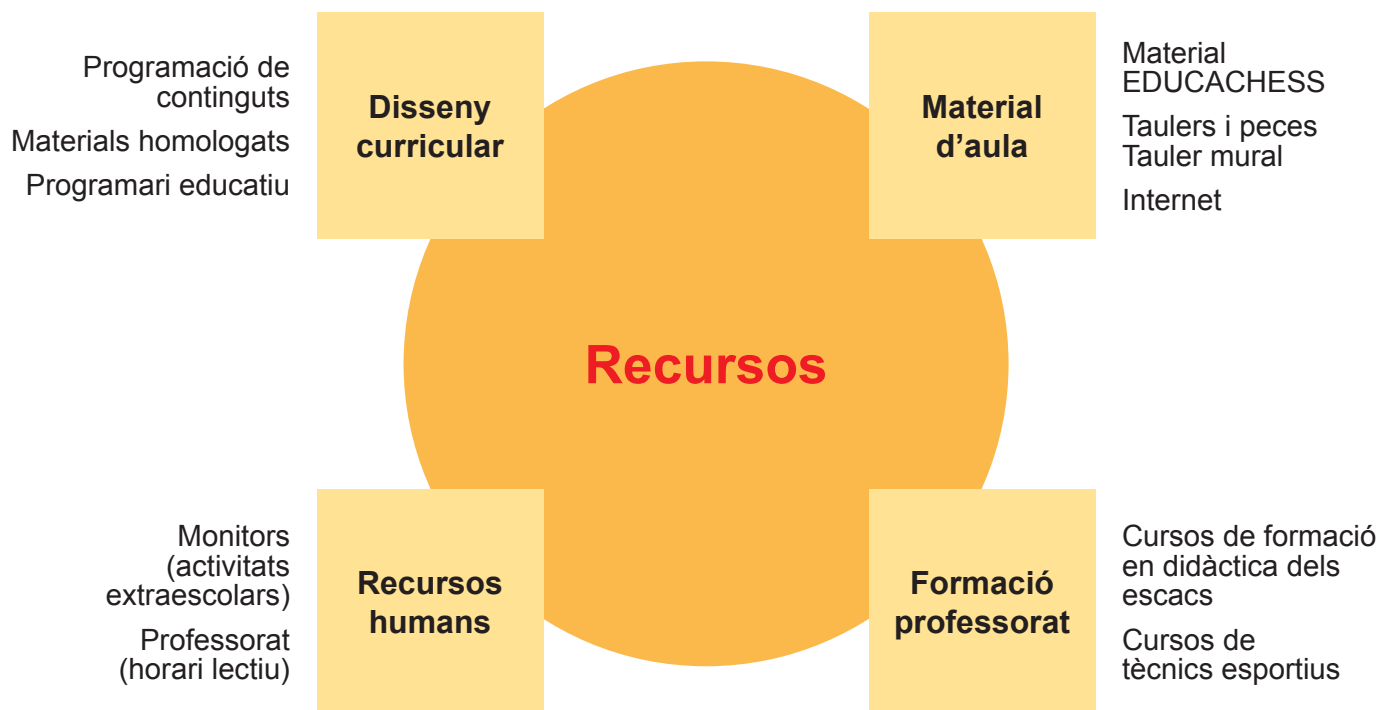 Programació de
continguts
Materials homologats
Programari educatiu
Disseny
curricular
Material
d’aula
Material
EDUCACHESS
Taulers i peces
Tauler mural
Internet
Recursos
Monitors
(activitats
extraescolars)
Professorat
(horari lectiu)
Recursos
humans
Formació
professorat
Cursos de formació
en didàctica dels
escacs
Cursos de
tècnics esportius